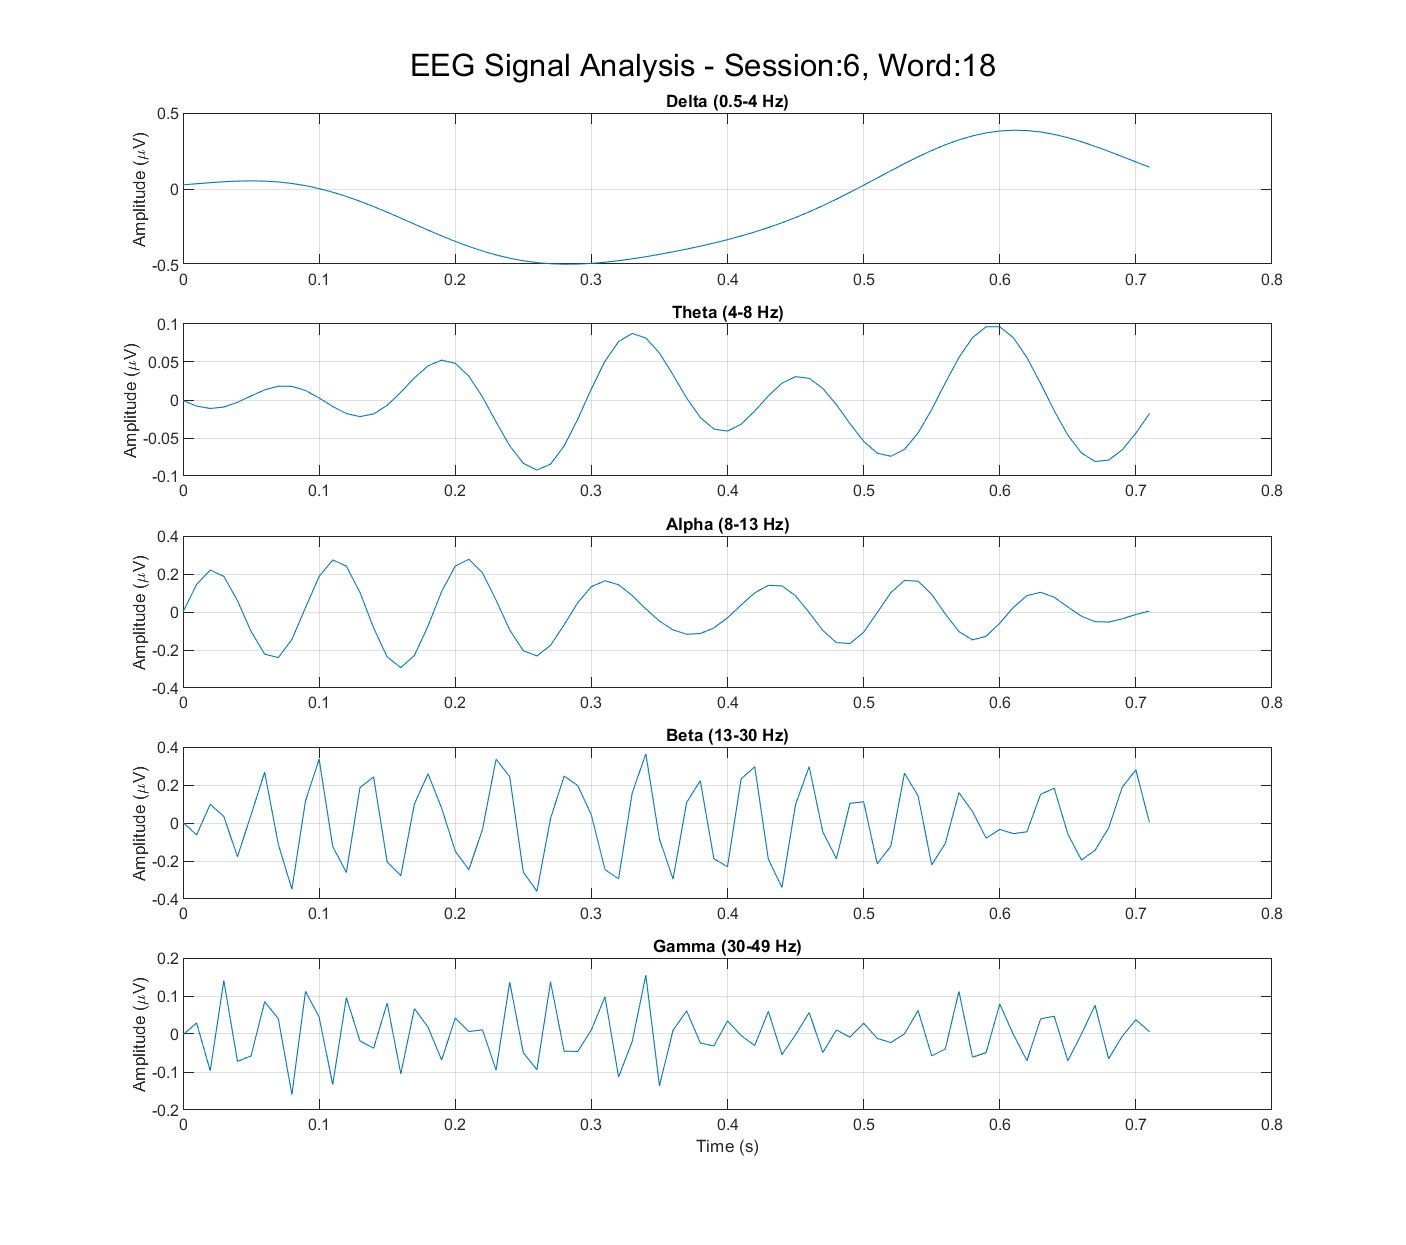 EEG Signal Analysis - Session:6, Word:18
Delta (0.5-4 Hz)
Amplitude (μV)
0.5
0
-0.5
0 0.1 0.2 0.3 0.4 0.5 0.6 0.7 0.8
Theta (4-8 Hz)
Amplitude (μV)
0.1
0.05
0
-0.05
-0.1
0 0.1 0.2 0.3 0.4 0.5 0.6 0.7 0.8
Alpha (8-13 Hz)
Amplitude (μV)
0.4
0.2
0
-0.2
-0.4
0 0.1 0.2 0.3 0.4 0.5 0.6 0.7 0.8
Beta (13-30 Hz)
Amplitude (μV)
0.4
0.2
0
-0.2
-0.4
0 0.1 0.2 0.3 0.4 0.5 0.6 0.7 0.8
Gamma (30-49 Hz)
Amplitude (μV)
0.2
0.1
0
-0.1
-0.2
0 0.1 0.2 0.3 0.4 0.5 0.6 0.7 0.8
Time (s)